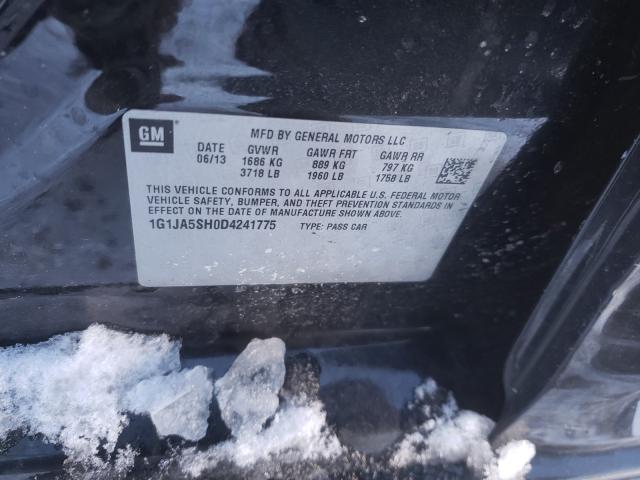 GM
MFD BY GENERAL MOTORS LLC
DATE GVWR GAWR FRT GAWR RR
06/13 1686 KG 889 KG 797 KG
3718 LB 1960 LB 1758 LB
THIS VEHICLE CONFORMS TO ALL APPLICABLE U.S. FEDERAL MOTOR
VEHICLE SAFETY, BUMPER, AND THEFT PREVENTION STANDARDS IN
EFFECT ON THE DATE OF MANUFACTURE SHOWN ABOVE.
1G1JA5SH0D4241775 TYPE: PASS CAR